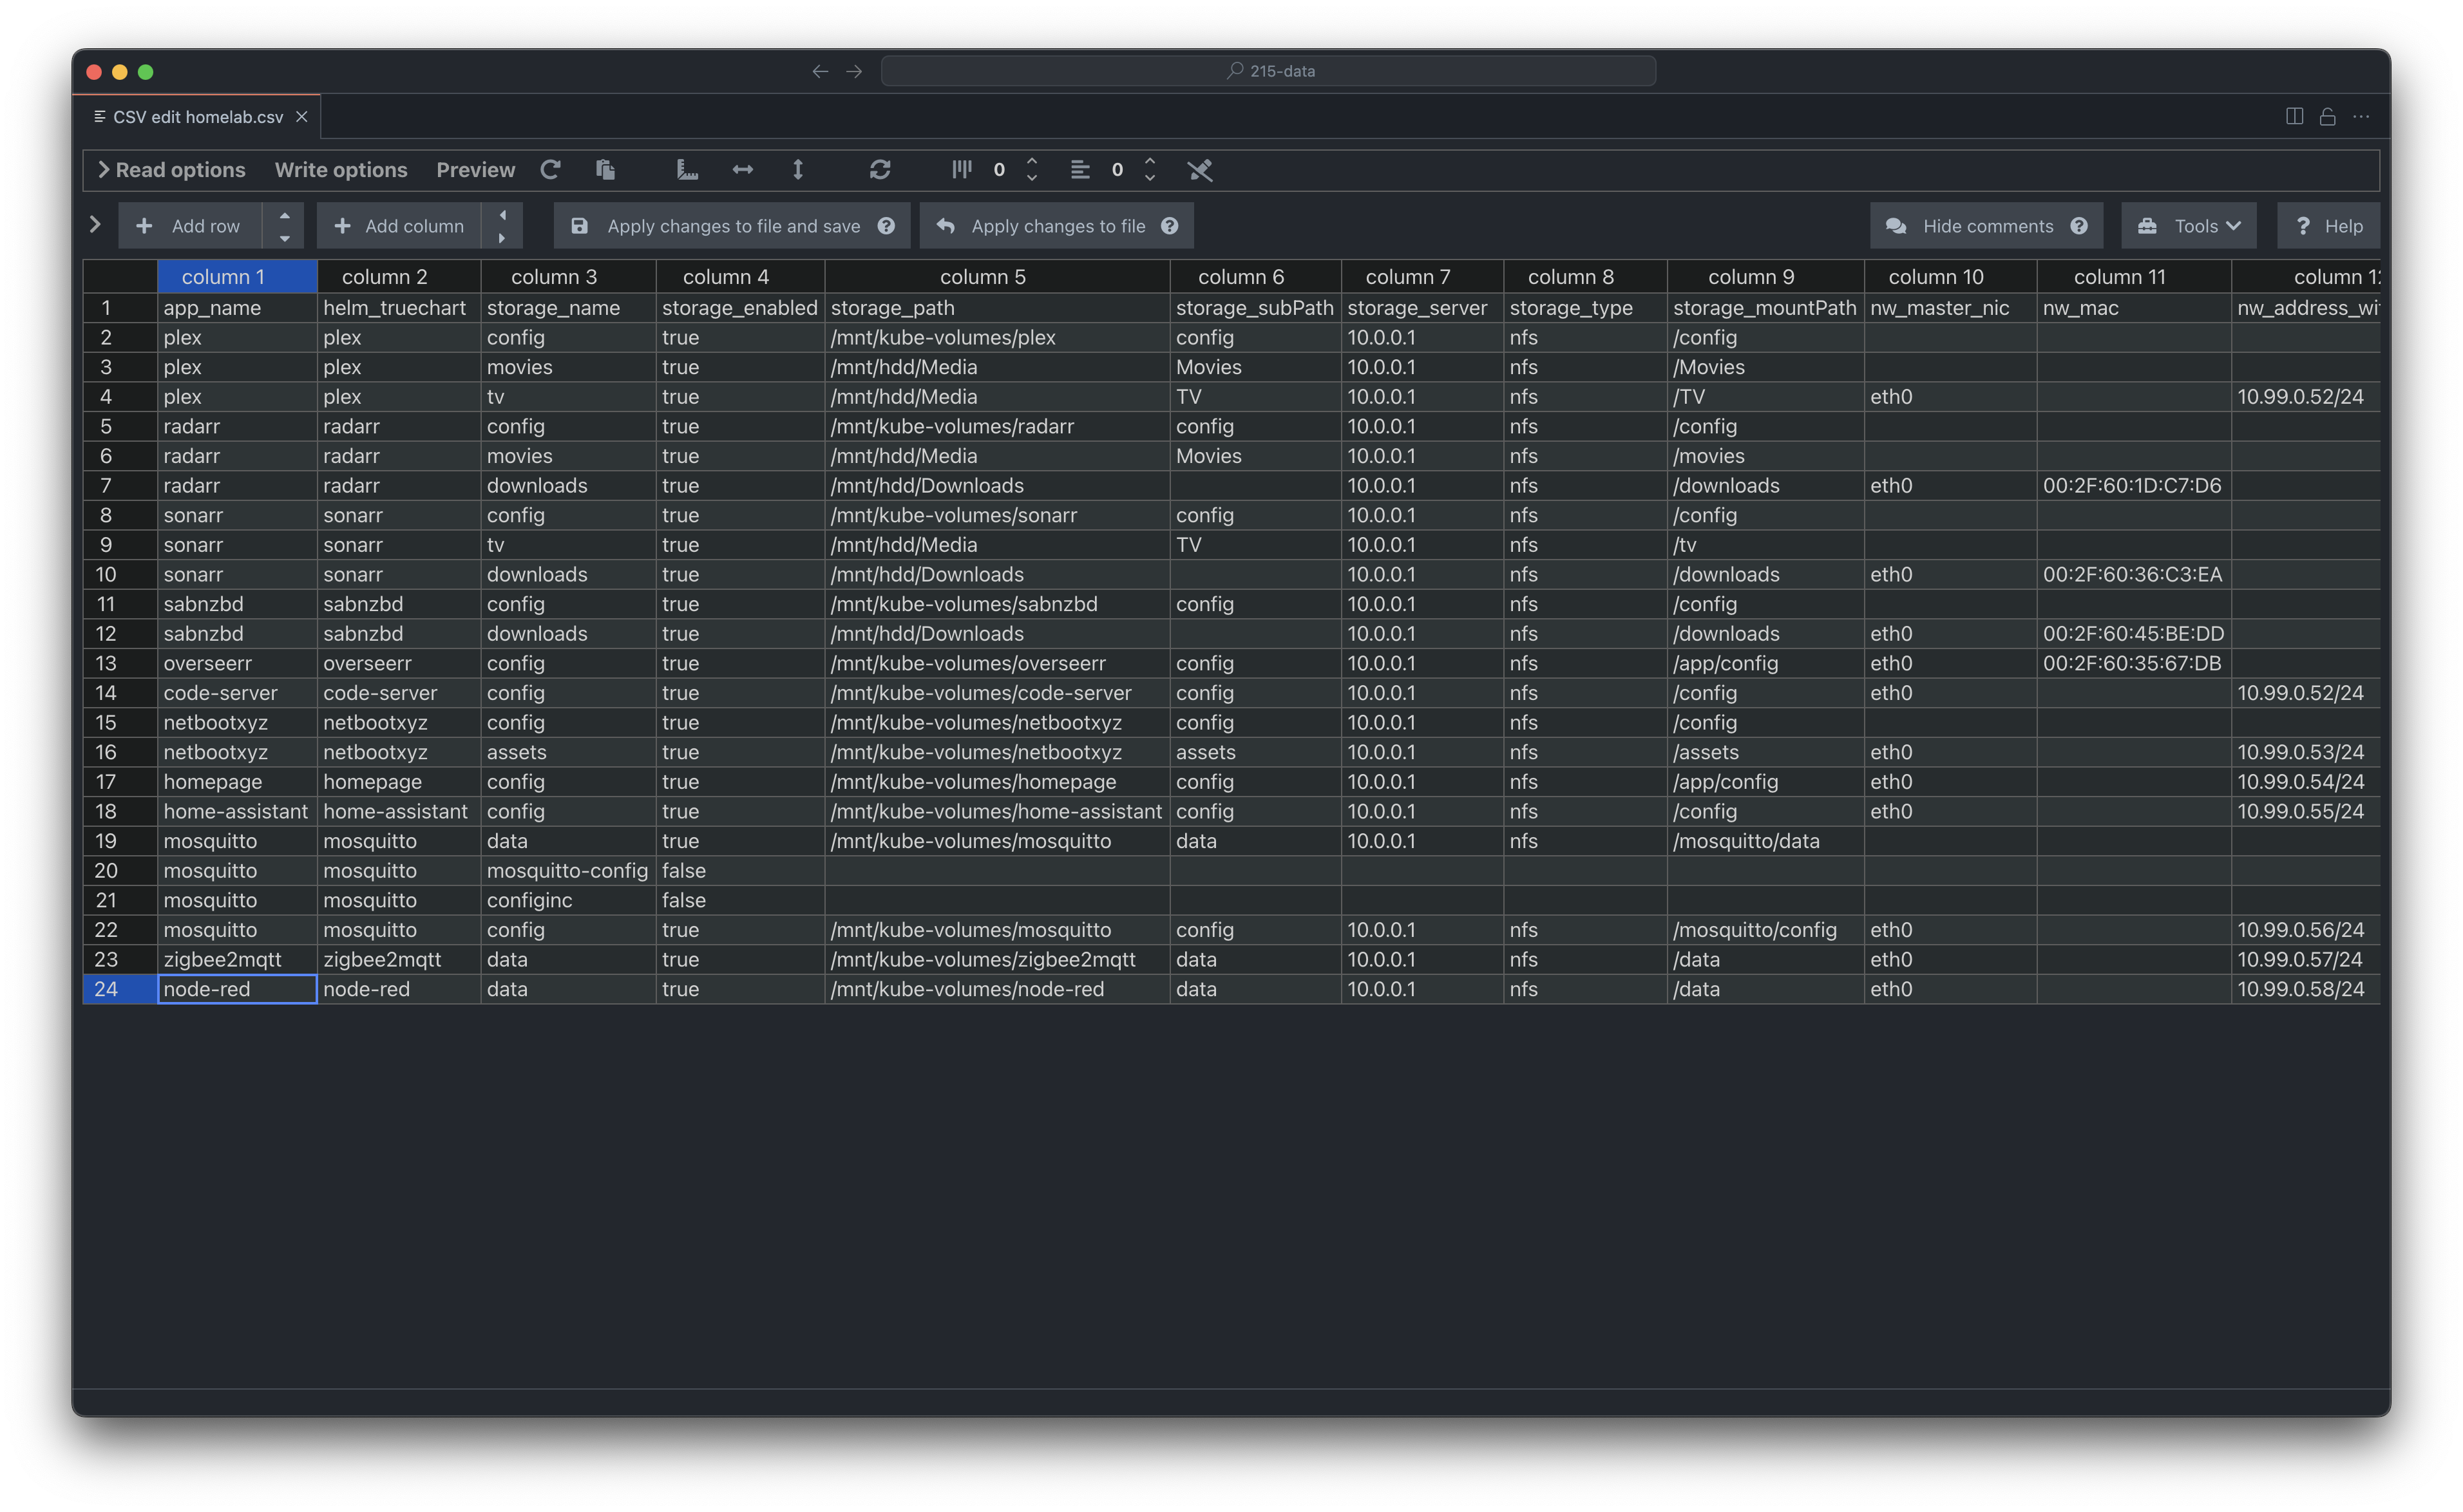 215-data
CSV edit homelab.csv
Read options Write options Preview 0 0
Add row Add column Apply changes to file and save Apply changes to file Hide comments Tools Help
column 1 column 2 column 3 column 4 column 5 column 6 column 7 column 8 column 9 column 10 column 11 column
1 app_name helm_truechart storage_name storage_enabled storage_path storage_subPath storage_server storage_type storage_mountPath nw_master_nic nw_mac nw_address_wi
2 plex plex config true /mnt/kube-volumes/plex config 10.0.0.1 nfs /config
3 plex plex movies true /mnt/hdd/Media Movies 10.0.0.1 nfs /Movies
4 plex plex tv true /mnt/hdd/Media TV 10.0.0.1 nfs /TV eth0 10.99.0.52/24
5 radarr radarr config true /mnt/kube-volumes/radarr config 10.0.0.1 nfs /config
6 radarr radarr movies true /mnt/hdd/Media Movies 10.0.0.1 nfs /movies
7 radarr radarr downloads true /mnt/hdd/Downloads 10.0.0.1 nfs /downloads eth0 00:2F:60:1D:C7:D6
8 sonarr sonarr config true /mnt/kube-volumes/sonarr config 10.0.0.1 nfs /config
9 sonarr sonarr tv true /mnt/hdd/Media TV 10.0.0.1 nfs /tv
10 sonarr sonarr downloads true /mnt/hdd/Downloads 10.0.0.1 nfs /downloads eth0 00:2F:60:36:C3:EA
11 sabnzbd sabnzbd config true /mnt/kube-volumes/sabnzbd config 10.0.0.1 nfs /config
12 sabnzbd sabnzbd downloads true /mnt/hdd/Downloads 10.0.0.1 nfs /downloads eth0 00:2F:60:45:BE:DD
13 overseerr overseerr config true /mnt/kube-volumes/overseerr config 10.0.0.1 nfs /app/config eth0 00:2F:60:35:67:DB
14 code-server code-server config true /mnt/kube-volumes/code-server config 10.0.0.1 nfs /config eth0 10.99.0.52/24
15 netbootxyz netbootxyz config true /mnt/kube-volumes/netbootxyz config 10.0.0.1 nfs /config
16 netbootxyz netbootxyz assets true /mnt/kube-volumes/netbootxyz assets 10.0.0.1 nfs /assets eth0 10.99.0.53/24
17 homepage homepage config true /mnt/kube-volumes/homepage config 10.0.0.1 nfs /app/config eth0 10.99.0.54/24
18 home-assistant home-assistant config true /mnt/kube-volumes/home-assistant config 10.0.0.1 nfs /config eth0 10.99.0.55/24
19 mosquitto mosquitto data true /mnt/kube-volumes/mosquitto data 10.0.0.1 nfs /mosquitto/data
20 mosquitto mosquitto mosquitto-config false
21 mosquitto mosquitto configinc false
22 mosquitto mosquitto config true /mnt/kube-volumes/mosquitto config 10.0.0.1 nfs /mosquitto/config eth0 10.99.0.56/24
23 zigbee2mqtt zigbee2mqtt data true /mnt/kube-volumes/zigbee2mqtt data 10.0.0.1 nfs /data eth0 10.99.0.57/24
24 node-red node-red data true /mnt/kube-volumes/node-red data 10.0.0.1 nfs /data eth0 10.99.0.58/24